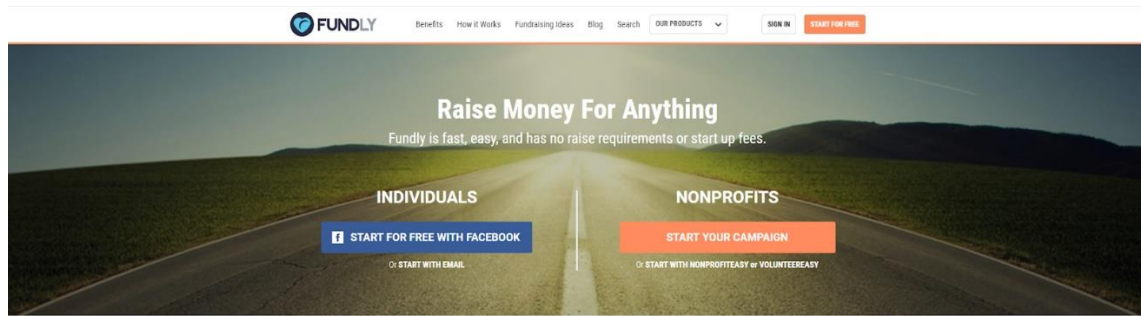 FUNDLY
Benefits How it Works Fundraising Ideas Blog Search OUR PRODUCTS SIGN IN START FOR FREE
Raise Money For Anything
Fundly is fast, easy, and has no raise requirements or start up fees.
INDIVIDUALS
START FOR FREE WITH FACEBOOK
Or START WITH EMAIL
NONPROFITS
START YOUR CAMPAIGN
Or START WITH NONPROFITEASY or VOLUNTEEREASY